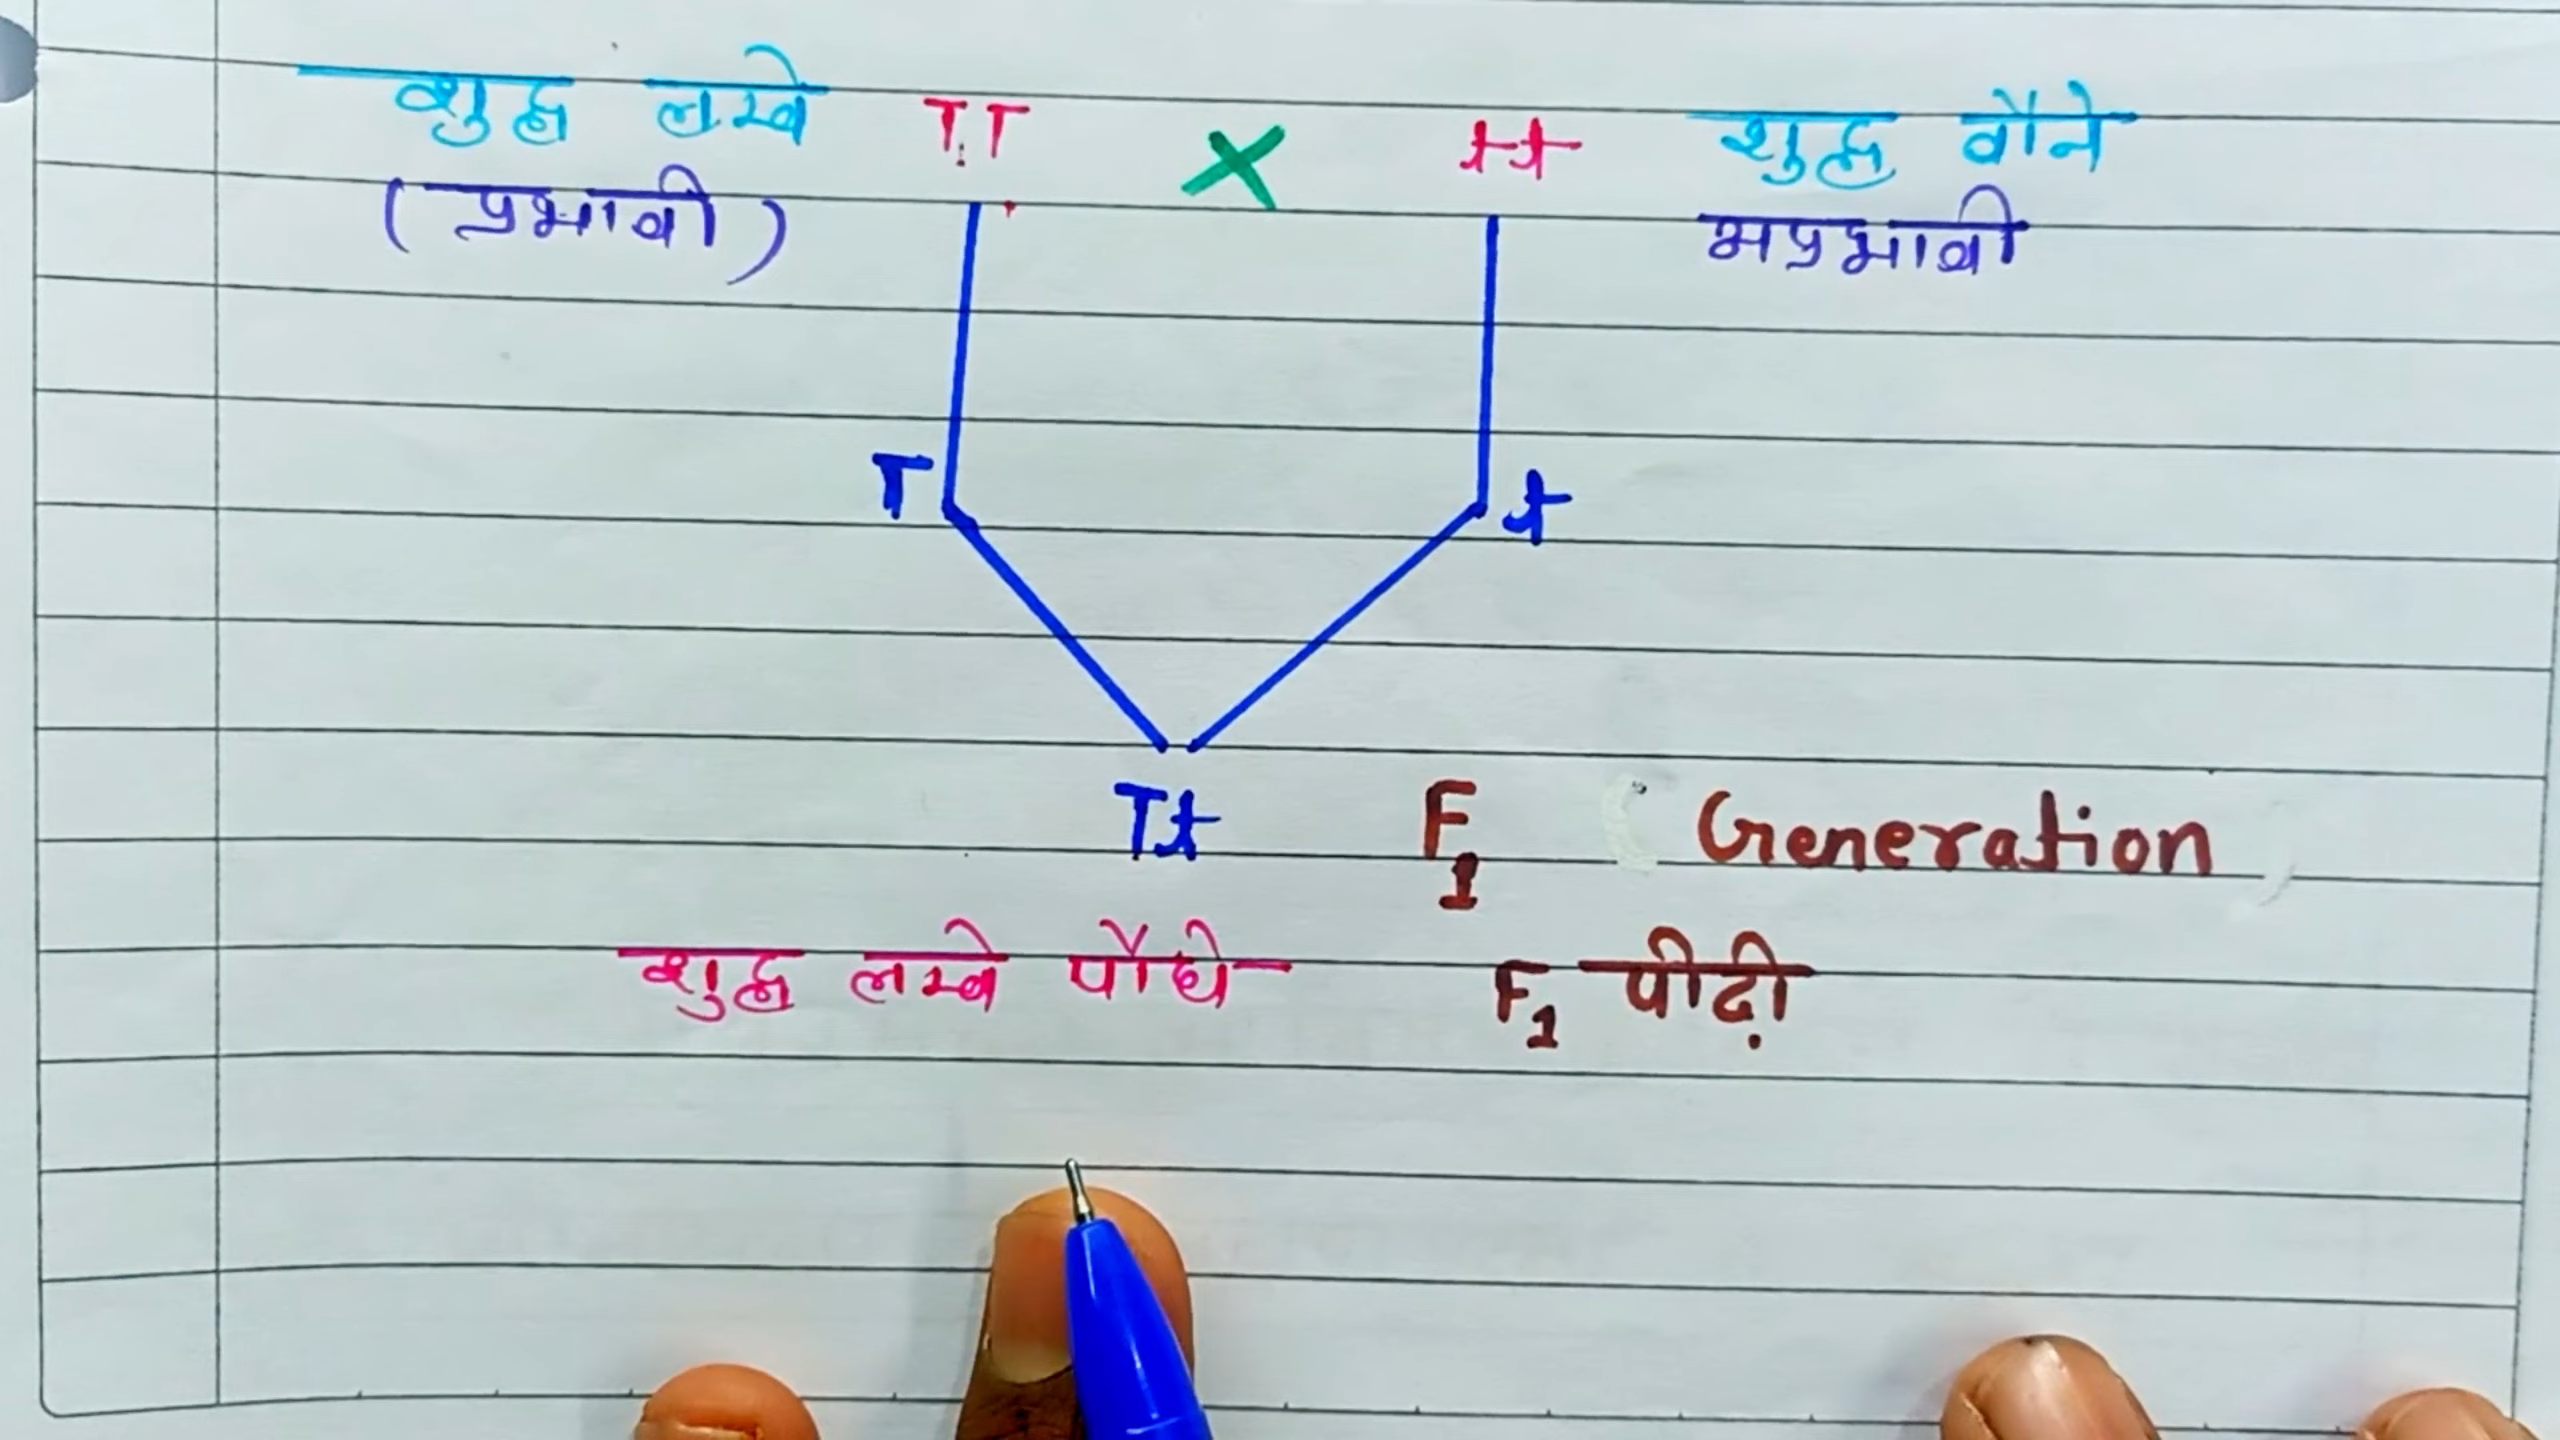 शुद्ध लम्बे TT × tt शुद्ध बौने
(प्रभावी) अप्रभावी
T t
Tt F1 Generation
शुद्ध लम्बे पौधे F1 पीढ़ी